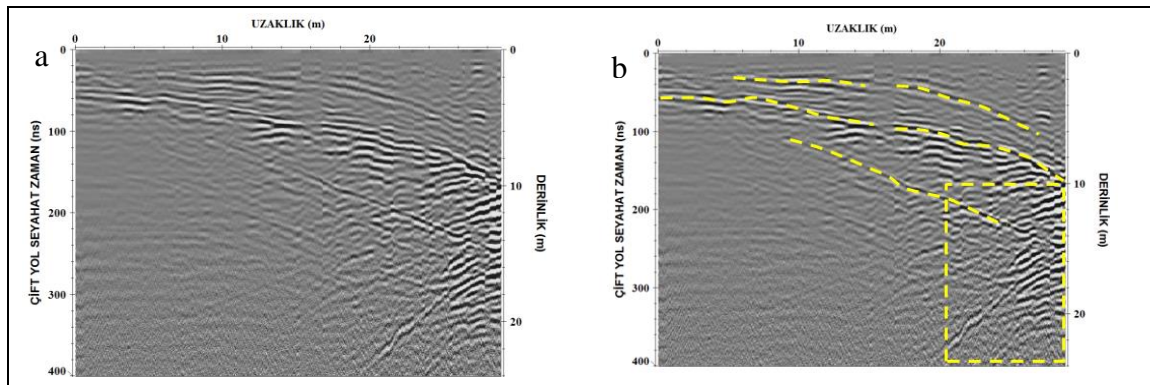 a
UZAKLIK (m)
0 10 20
ÇİFT YOL SEYAHAT ZAMAN (ns)
0
100
200
300
400
0
10
20
DERİNLİK (m)
b
UZAKLIK (m)
0 10 20
ÇİFT YOL SEYAHAT ZAMAN (ns)
0
100
200
300
400
0
10
20
DERİNLİK (m)